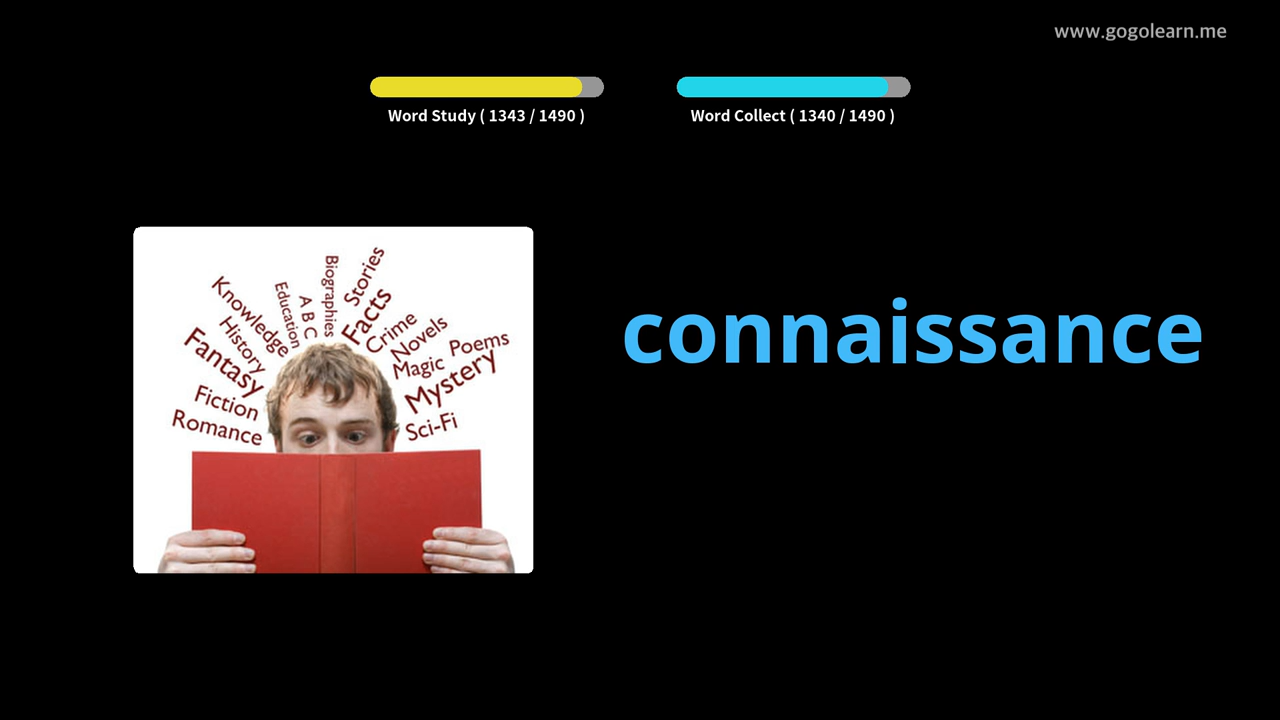 www.gogolearn.me
Word Study ( 1343 / 1490 )
Word Collect ( 1340 / 1490 )
connaissance
Knowledge
Education
A B C
Biographies
Stories
Facts
Crime
Novels
Poems
History
Fantasy
Magic
Mystery
Fiction
Romance
Sci-Fi